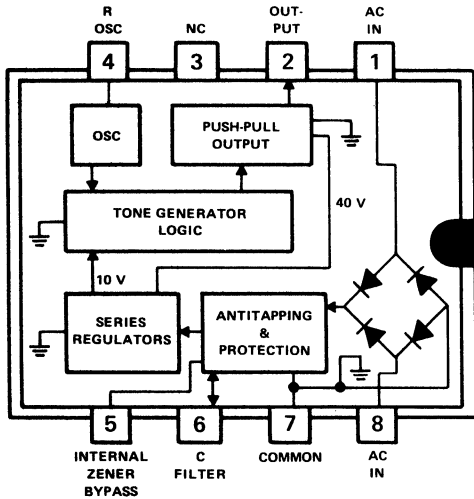 R
OSC
NC
OUT-
PUT
AC
IN
4
3
2
1
OSC
PUSH-PULL
OUTPUT
40 V
TONE GENERATOR
LOGIC
10 V
SERIES
REGULATORS
ANTITAPPING
&
PROTECTION
5
6
7
8
INTERNAL
ZENER
BYPASS
C
FILTER
COMMON
AC
IN